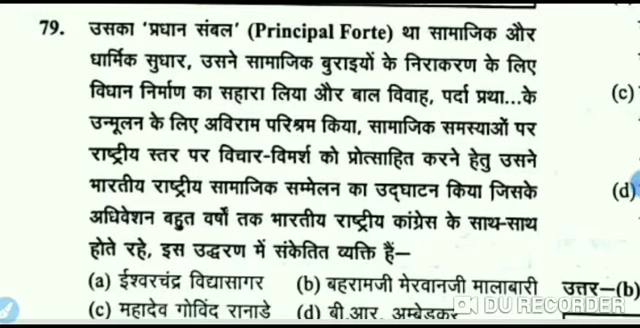 79. उसका 'प्रधान संबल' (Principal Forte) था सामाजिक और
धार्मिक सुधार, उसने सामाजिक बुराइयों के निराकरण के लिए
विधान निर्माण का सहारा लिया और बाल विवाह, पर्दा प्रथा...के
उन्मूलन के लिए अविराम परिश्रम किया, सामाजिक समस्याओं पर
राष्ट्रीय स्तर पर विचार-विमर्श को प्रोत्साहित करने हेतु उसने
भारतीय राष्ट्रीय सामाजिक सम्मेलन का उद्घाटन किया जिसके
अधिवेशन बहुत वर्षों तक भारतीय राष्ट्रीय कांग्रेस के साथ-साथ
होते रहे, इस उद्धरण में संकेतित व्यक्ति हैं—
(a) ईश्वरचंद्र विद्यासागर (b) बहरामजी मेरवानजी मालाबारी
(c) महादेव गोविंद रानाडे (d) बी.आर. अम्बेडकर
(c)
(d)
उत्तर—(b)
DU RECORDER